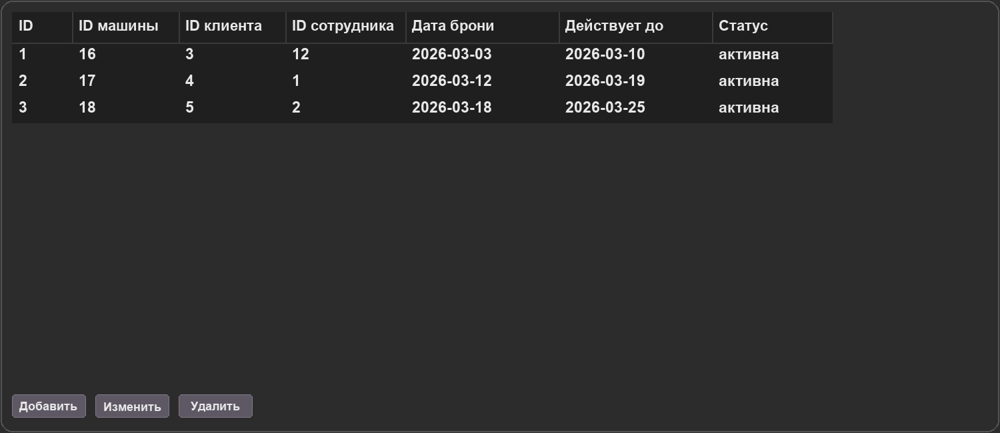 ID ID машины ID клиента ID сотрудника Дата брони Действует до Статус
1 16 3 12 2026-03-03 2026-03-10 активна
2 17 4 1 2026-03-12 2026-03-19 активна
3 18 5 2 2026-03-18 2026-03-25 активна
Добавить Изменить Удалить